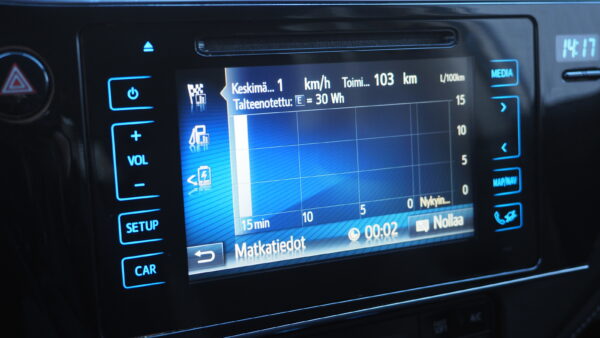 14:17
Keskimä... 1 km/h Toimi... 103 km L/100km
Talteenotettu: E = 30 Wh
15
10
5
0
Nykyin...
15 min 10 5 0
Matkatiedot 00:02 Nollaa
+
VOL
−
SETUP
CAR
MEDIA
>
<
MAP/NAV
A/C